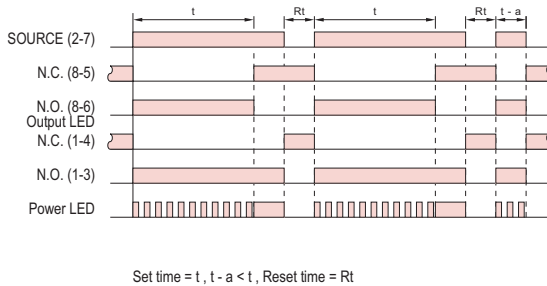 t Rt t Rt t - a
SOURCE (2-7)
N.C. (8-5)
N.O. (8-6)
Output LED
N.C. (1-4)
N.O. (1-3)
Power LED
Set time = t , t - a < t , Reset time = Rt